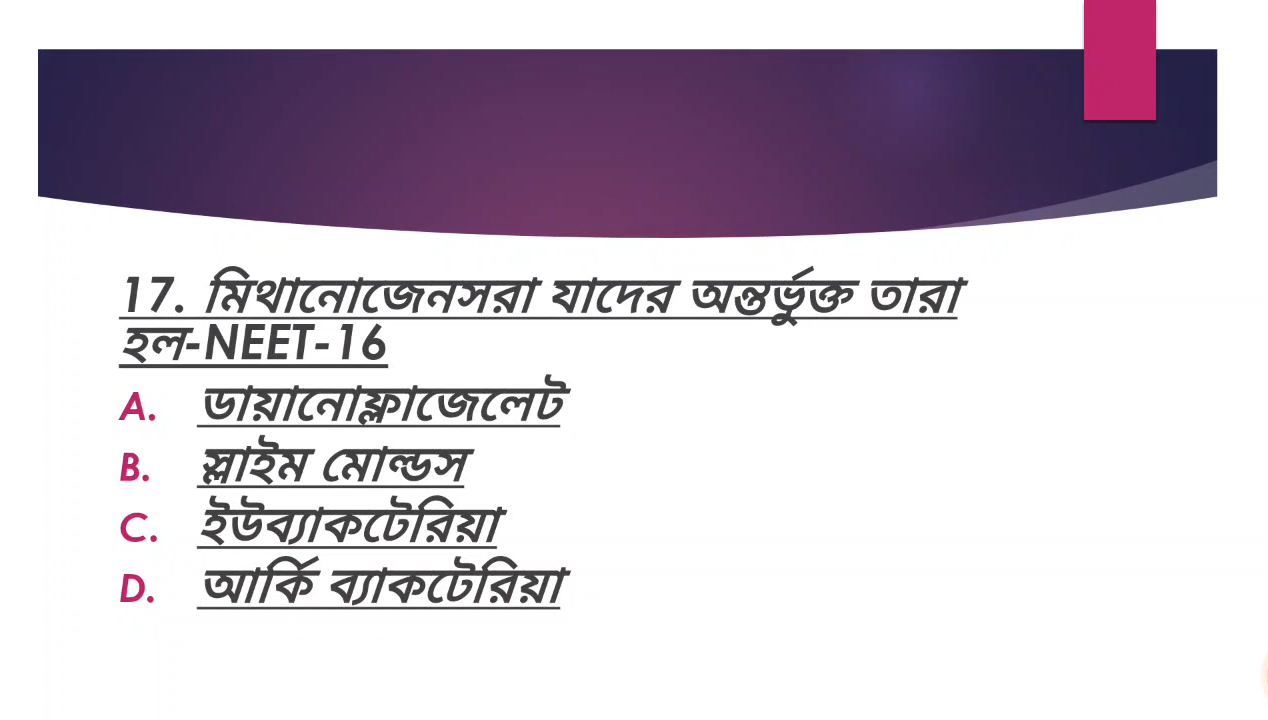 17. মিথানোজেনসরা যাদের অন্তর্ভুক্ত তারা
হল-NEET-16
A. ডায়ানোফ্লাজেলেট
B. স্লাইম মোল্ডস
C. ইউব্যাকটেরিয়া
D. আর্কি ব্যাকটেরিয়া